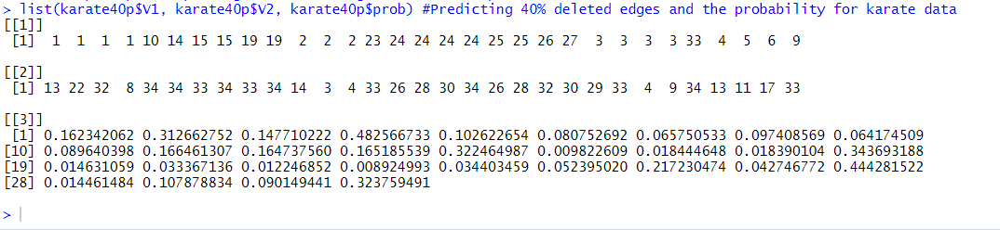 > list(karate40p$V1, karate40p$V2, karate40p$prob) #Predicting 40% deleted edges and the probability for karate data
[[1]]
[1] 1 1 1 1 10 14 15 15 19 19 2 2 2 23 24 24 24 24 25 25 26 27 3 3 3 3 33 4 5 6 9
[[2]]
[1] 13 22 32 8 34 34 33 34 33 34 14 3 4 33 26 28 30 34 26 28 32 30 29 33 4 9 34 13 11 17 33
[[3]]
[1] 0.162342062 0.312662752 0.147710222 0.482566733 0.102622654 0.080752692 0.065750533 0.097408569 0.064174509
[10] 0.089640398 0.166461307 0.164737560 0.165185539 0.322464987 0.009822609 0.018444648 0.018390104 0.343693188
[19] 0.014631059 0.033367136 0.012246852 0.008924993 0.034403459 0.052395020 0.217230474 0.042746772 0.444281522
[28] 0.014461484 0.107878834 0.090149441 0.323759491
>